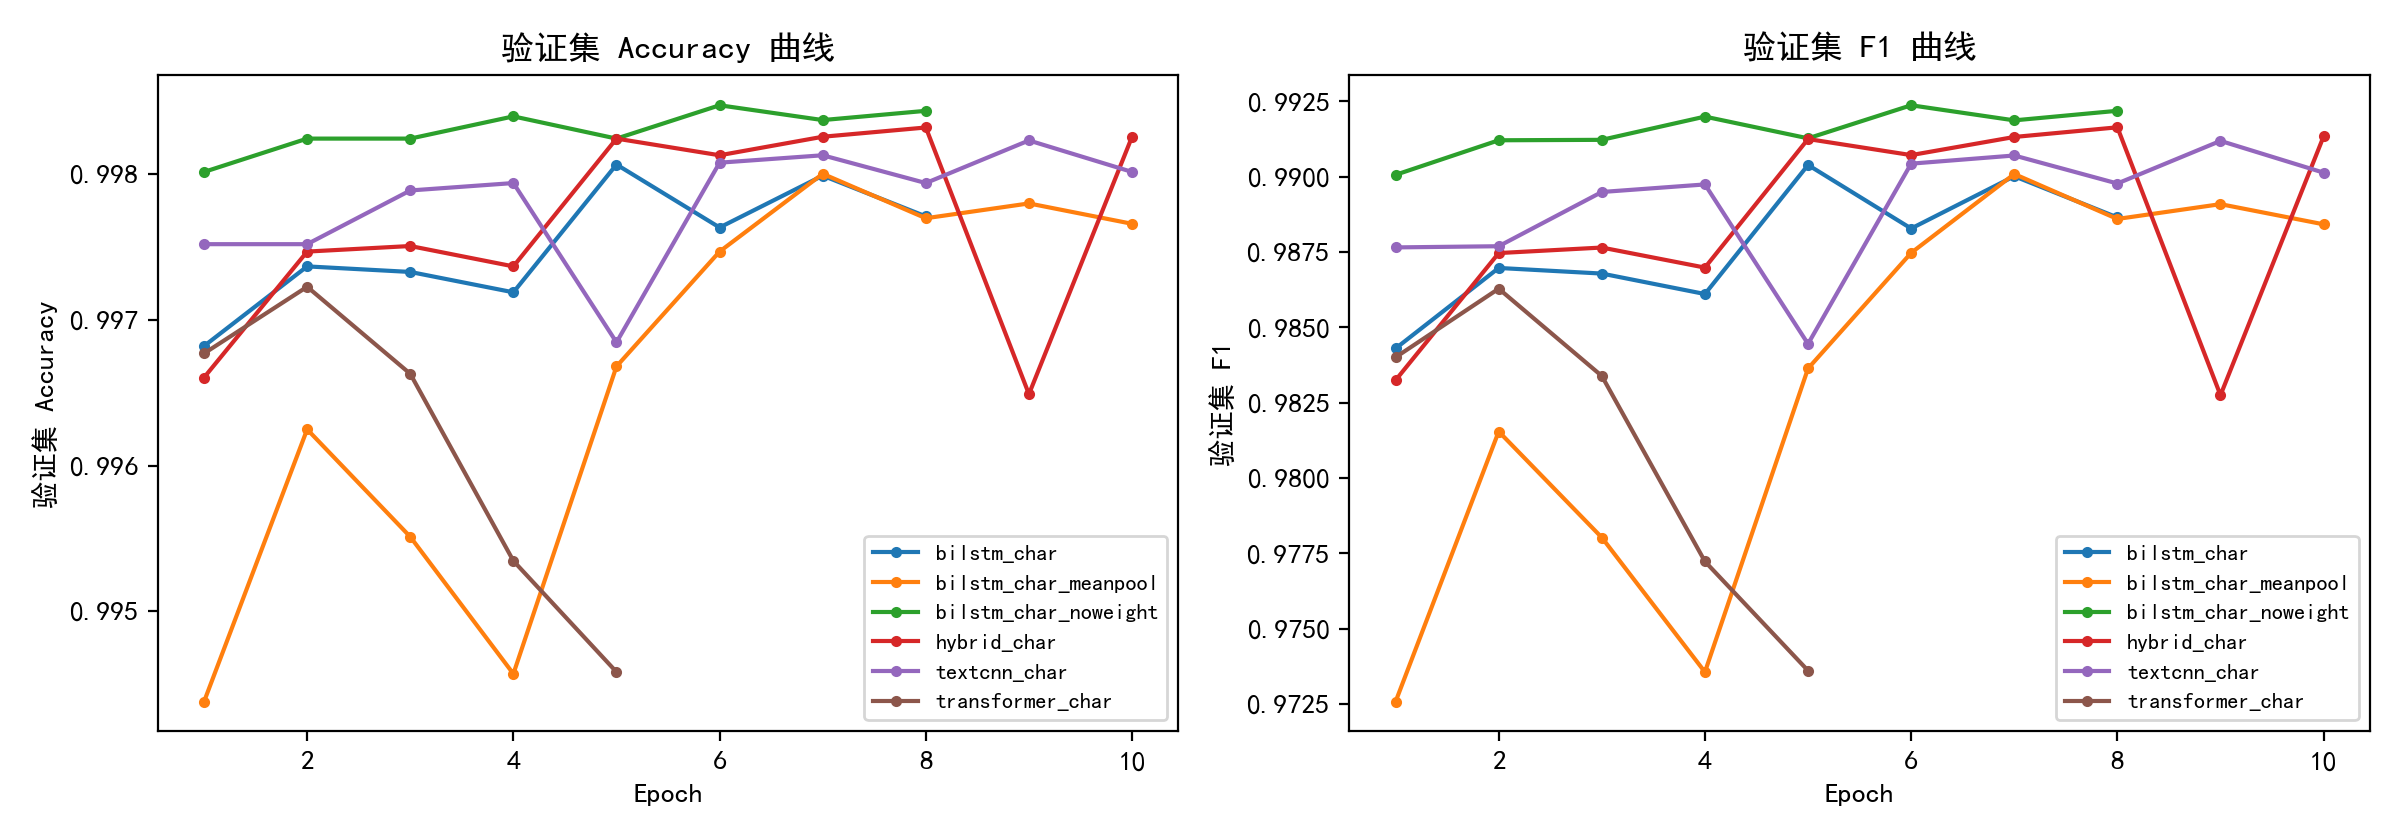 验证集 Accuracy 曲线
验证集 Accuracy
0.998
0.997
0.996
0.995
2
4
6
8
10
Epoch
bilstm_char
bilstm_char_meanpool
bilstm_char_noweight
hybrid_char
textcnn_char
transformer_char
验证集 F1 曲线
验证集 F1
0.9925
0.9900
0.9875
0.9850
0.9825
0.9800
0.9775
0.9750
0.9725
2
4
6
8
10
Epoch
bilstm_char
bilstm_char_meanpool
bilstm_char_noweight
hybrid_char
textcnn_char
transformer_char